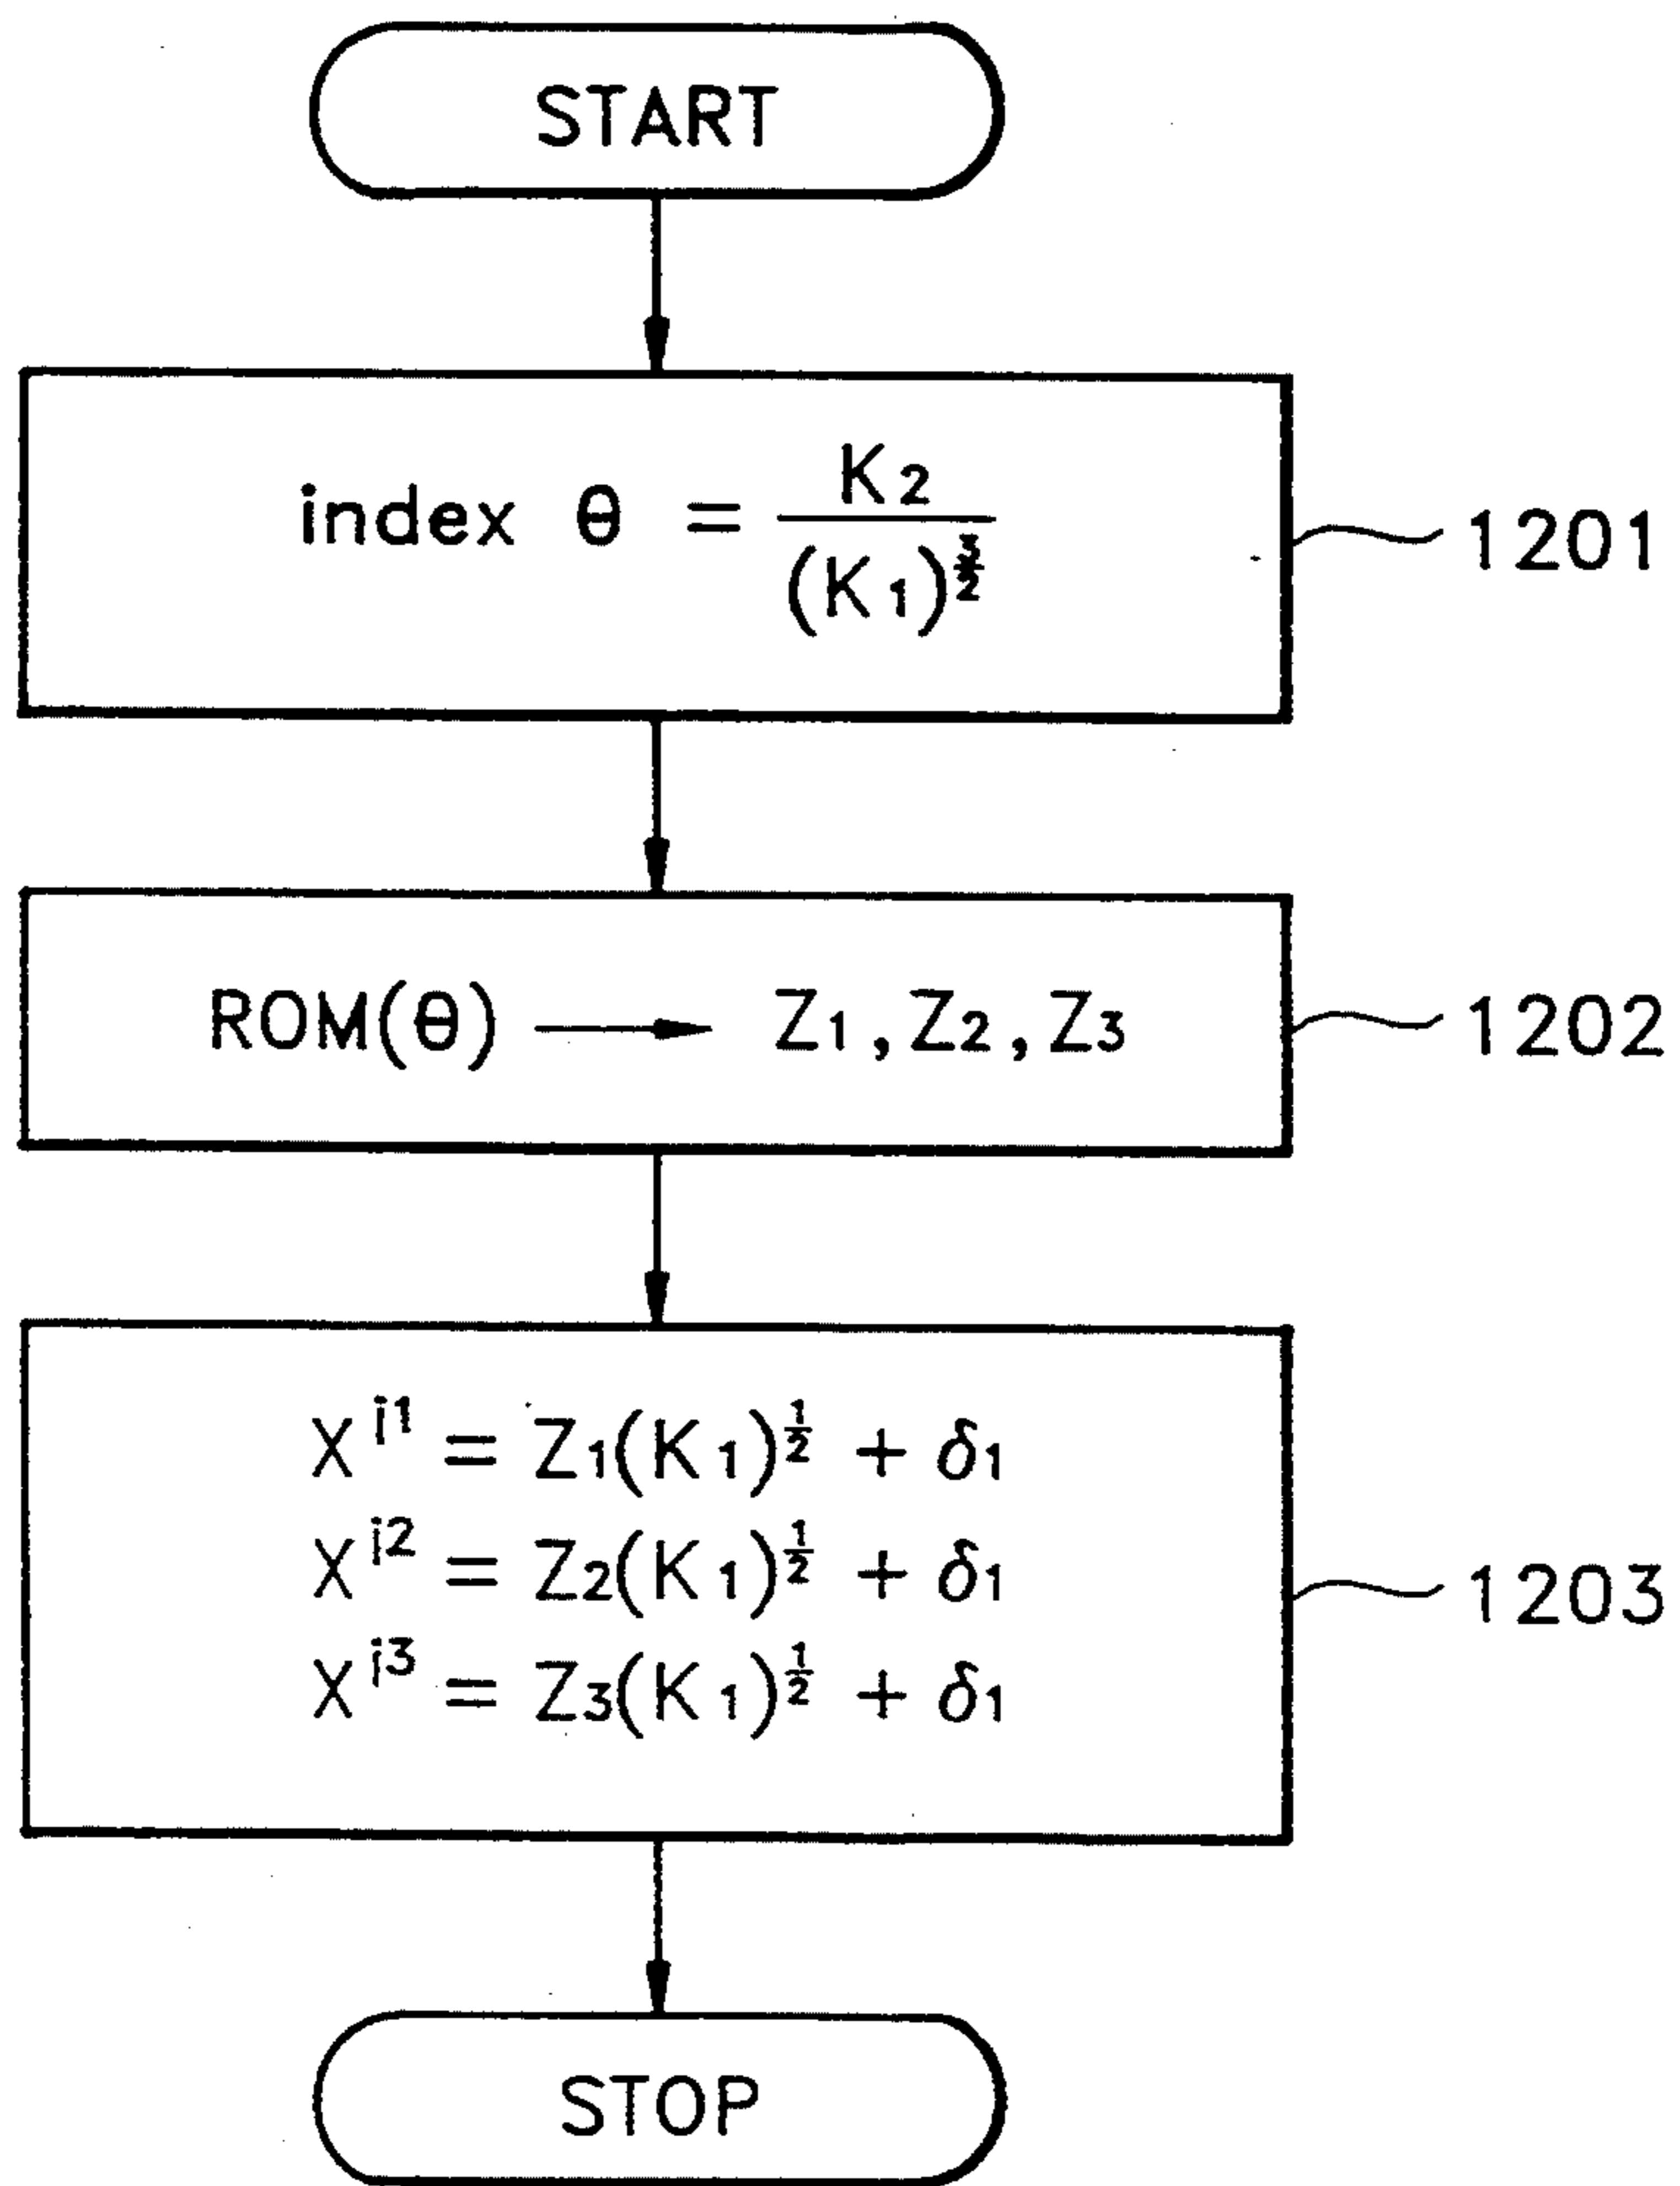 START
index θ = K₂ / (K₁)^(3/2)
1201
ROM(θ) → Z₁, Z₂, Z₃
1202
X^i1 = Z₁(K₁)^(1/2) + δ₁
X^i2 = Z₂(K₁)^(1/2) + δ₁
X^i3 = Z₃(K₁)^(1/2) + δ₁
1203
STOP